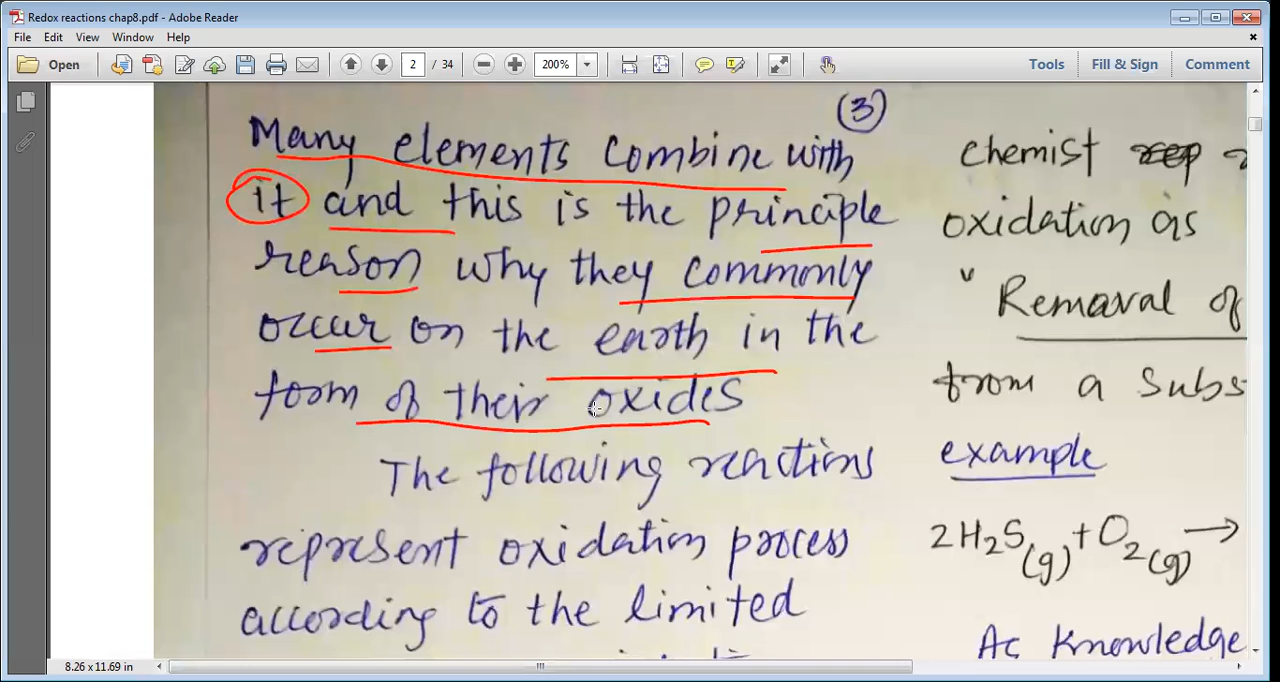 Redox reactions chap8.pdf - Adobe Reader
File Edit View Window Help
Open 2 / 34 200% Tools Fill & Sign Comment
(3)
Many elements combine with
it and this is the principle
reason why they commonly
occur on the earth in the
form of their oxides
The following reactions
represent oxidation process
according to the limited
chemist
oxidation as
"Removal of
from a subs
example
2H2S(g) + O2(g) →
As knowledge
8.26 x 11.69 in